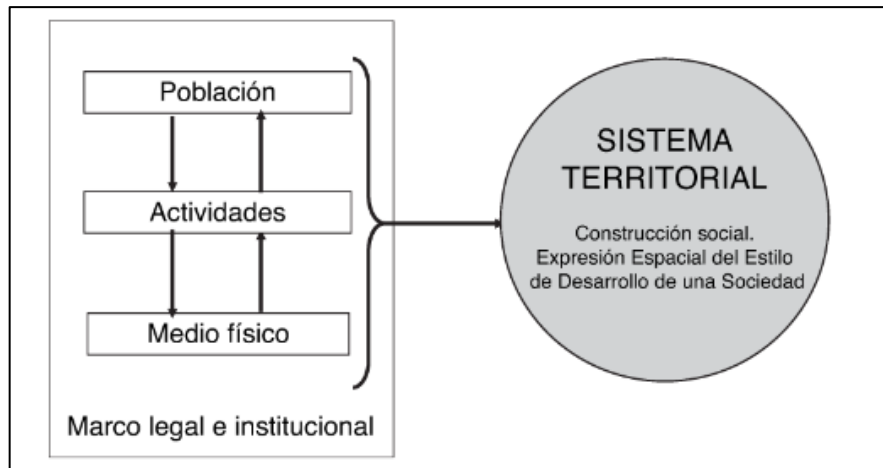 Población
Actividades
Medio físico
Marco legal e institucional
SISTEMA
TERRITORIAL
Construcción social.
Expresión Espacial del Estilo
de Desarrollo de una Sociedad